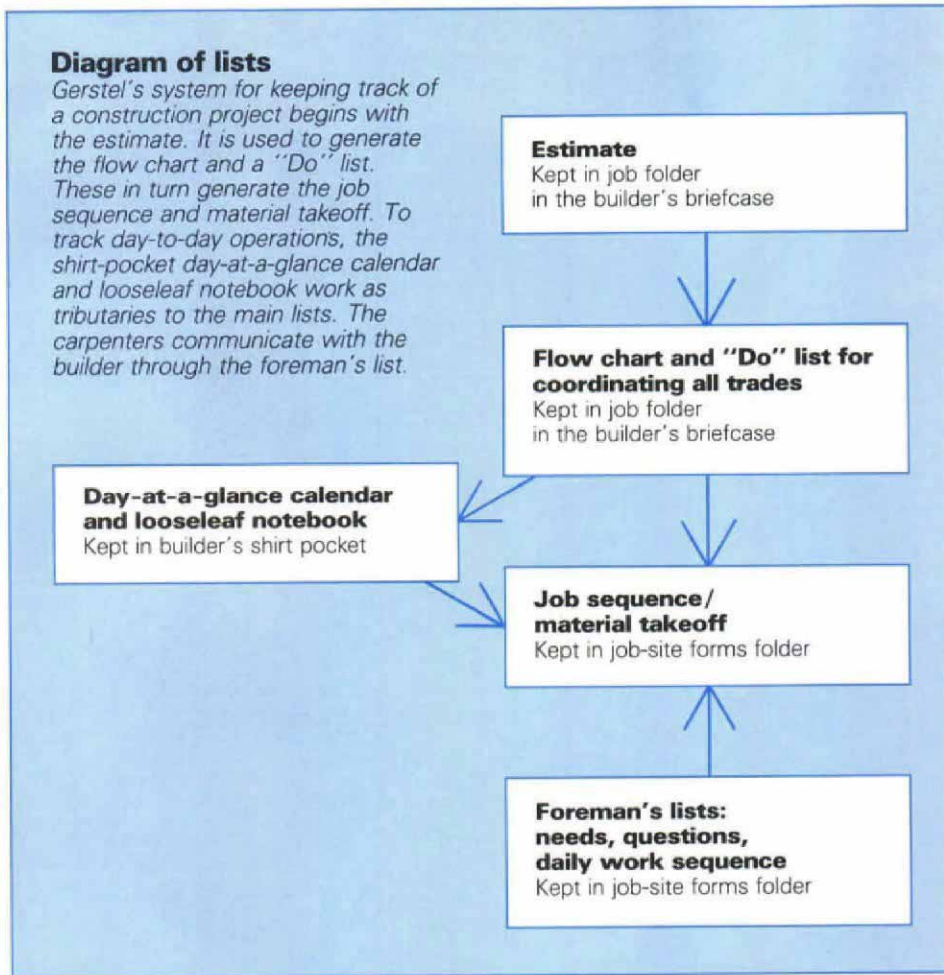 Diagram of lists
Gerstel's system for keeping track of
a construction project begins with
the estimate. It is used to generate
the flow chart and a "Do" list.
These in turn generate the job
sequence and material takeoff. To
track day-to-day operations, the
shirt-pocket day-at-a-glance calendar
and looseleaf notebook work as
tributaries to the main lists. The
carpenters communicate with the
builder through the foreman's list.
Estimate
Kept in job folder
in the builder's briefcase
Flow chart and "Do" list for
coordinating all trades
Kept in job folder
in the builder's briefcase
Day-at-a-glance calendar
and looseleaf notebook
Kept in builder's shirt pocket
Job sequence/
material takeoff
Kept in job-site forms folder
Foreman's lists:
needs, questions,
daily work sequence
Kept in job-site forms folder